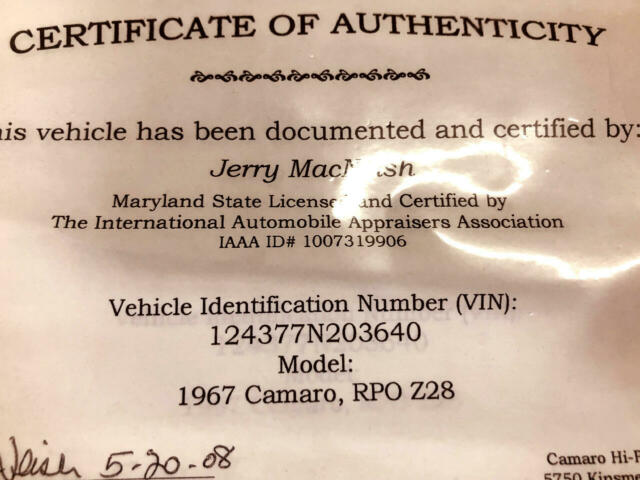 CERTIFICATE OF AUTHENTICITY
his vehicle has been documented and certified by:
Jerry
Maryland State Licensed and Certified by
The International Automobile Appraisers Association
IAAA ID# 1007319906
Vehicle Identification Number (VIN):
124377N203640
Model:
1967 Camaro, RPO Z28
5-20-08
Camaro Hi-P
5750 Kinsme